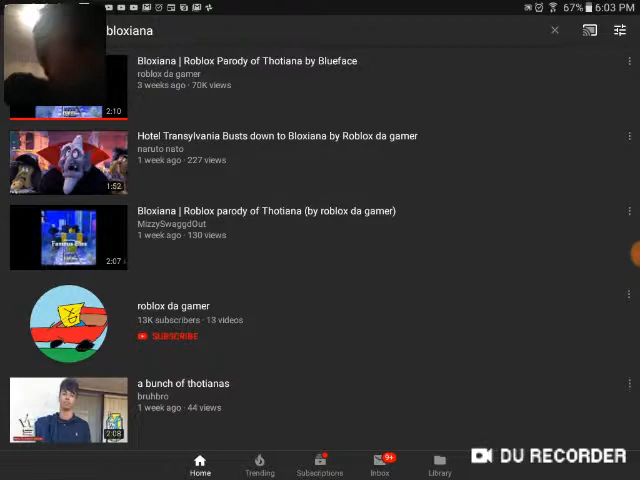 67% 6:03 PM
bloxiana
Bloxiana | Roblox Parody of Thotiana by Blueface
roblox da gamer
3 weeks ago · 70K views
2:10
Hotel Transylvania Busts down to Bloxiana by Roblox da gamer
naruto nato
1 week ago · 227 views
1:52
Bloxiana | Roblox parody of Thotiana (by roblox da gamer)
MizzySwaggdOut
1 week ago · 130 views
Famous Blox
2:07
roblox da gamer
13K subscribers · 13 videos
SUBSCRIBE
a bunch of thotianas
bruhbro
1 week ago · 44 views
2:08
9+
Home Trending Subscriptions Inbox Library
DU RECORDER